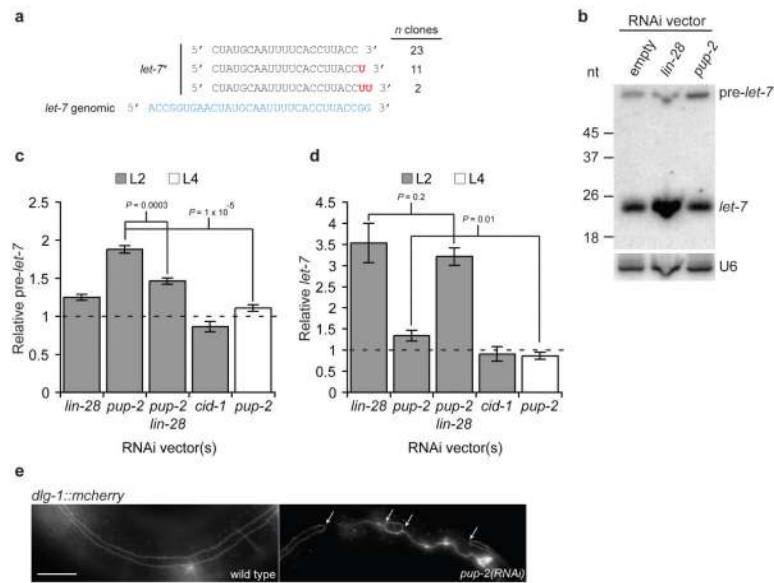 a
n clones
5' CUAUGCAAUUUUCACCUUACC 3' 23
let-7* 5' CUAUGCAAUUUUCACCUUACCU 3' 11
5' CUAUGCAAUUUUCACCUUACCUU 3' 2
let-7 genomic 5' ACCGGUGAACUAUGCAAUUUUCACCUUACCGG 3'
b
RNAi vector
empty lin-28 pup-2
nt
pre-let-7
45
37
26
let-7
18
U6
c
L2 L4
P = 0.0003
P = 1 x 10-5
Relative pre-let-7
2.5
2
1.5
1
0.5
0
lin-28 pup-2 pup-2 cid-1 pup-2
lin-28
RNAi vector(s)
d
L2 L4
P = 0.2
P = 0.01
Relative let-7
4.5
4
3.5
3
2.5
2
1.5
1
0.5
0
lin-28 pup-2 pup-2 cid-1 pup-2
lin-28
RNAi vector(s)
e
dlg-1::mcherry
wild type
pup-2(RNAi)